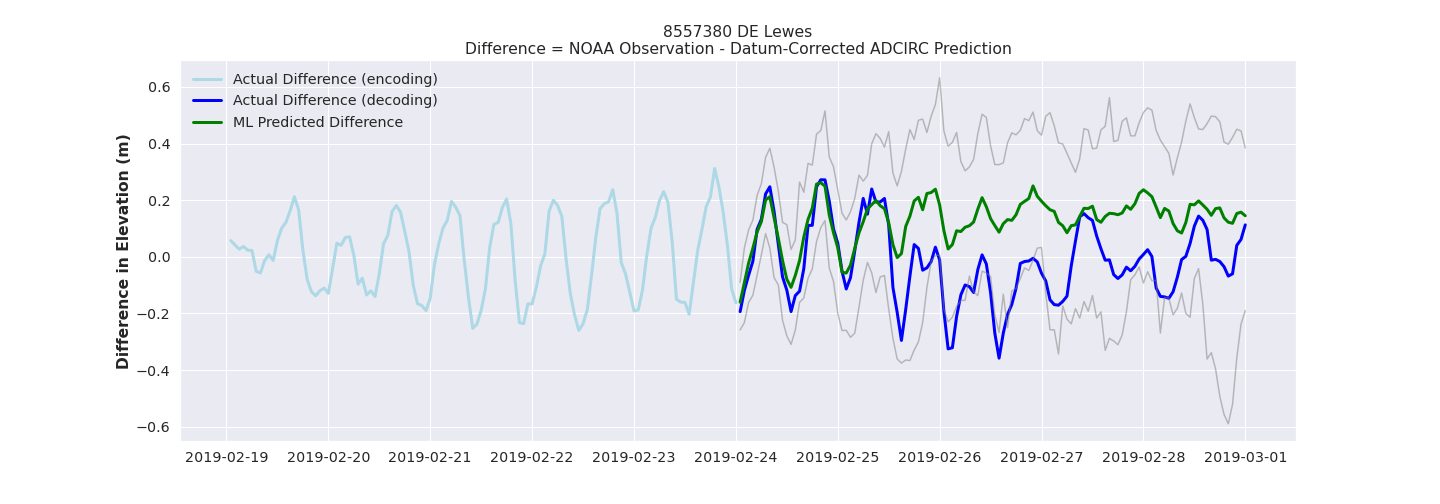 8557380 DE Lewes
Difference = NOAA Observation - Datum-Corrected ADCIRC Prediction
Actual Difference (encoding)
Actual Difference (decoding)
ML Predicted Difference
Difference in Elevation (m)
0.6
0.4
0.2
0.0
−0.2
−0.4
−0.6
2019-02-19 2019-02-20 2019-02-21 2019-02-22 2019-02-23 2019-02-24 2019-02-25 2019-02-26 2019-02-27 2019-02-28 2019-03-01